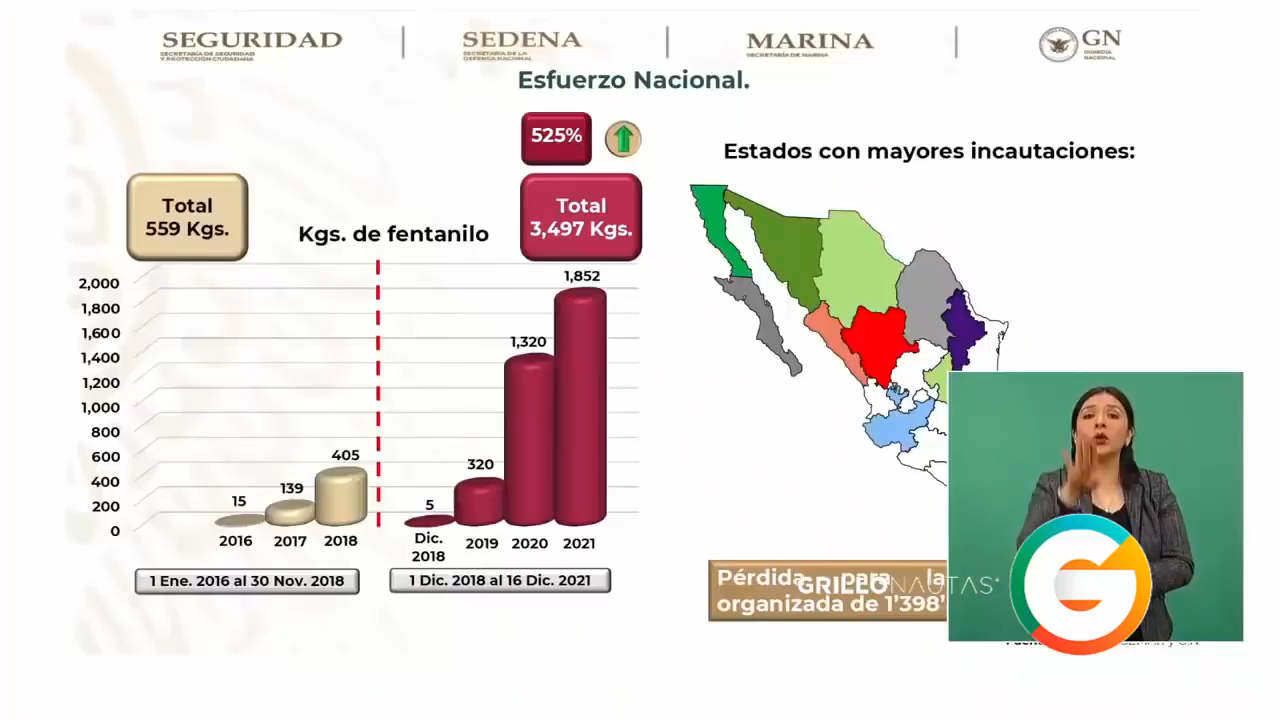 SEGURIDAD
SECRETARÍA DE SEGURIDAD
Y PROTECCIÓN CIUDADANA
SEDENA
SECRETARÍA DE LA
DEFENSA NACIONAL
MARINA
SECRETARÍA DE MARINA
GN
GUARDIA
NACIONAL
Esfuerzo Nacional.
525%
Total
559 Kgs.
Kgs. de fentanilo
Total
3,497 Kgs.
2,000
1,800
1,600
1,400
1,200
1,000
800
600
400
200
0
15
139
405
5
320
1,320
1,852
2016
2017
2018
Dic.
2018
2019
2020
2021
1 Ene. 2016 al 30 Nov. 2018
1 Dic. 2018 al 16 Dic. 2021
Estados con mayores incautaciones:
Pérdida para la
organizada de 1'398'
GRILLONAUTAS
G
y G.N